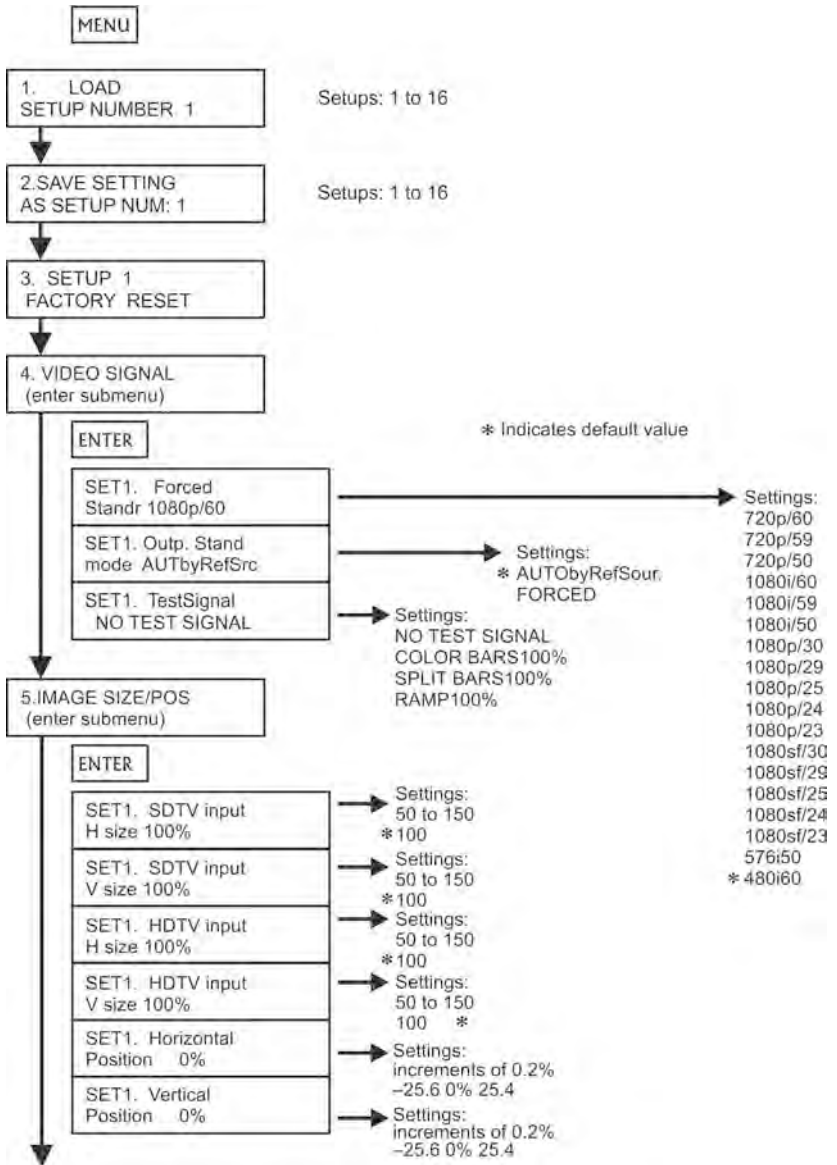 MENU
1. LOAD
SETUP NUMBER 1
Setups: 1 to 16
2.SAVE SETTING
AS SETUP NUM: 1
Setups: 1 to 16
3. SETUP 1
FACTORY RESET
4. VIDEO SIGNAL
(enter submenu)
ENTER
* Indicates default value
SET1. Forced
Standr 1080p/60
Settings:
720p/60
720p/59
720p/50
1080i/60
1080i/59
1080i/50
1080p/30
1080p/29
1080p/25
1080p/24
1080p/23
1080sf/30
1080sf/29
1080sf/25
1080sf/24
1080sf/23
576i50
* 480i60
SET1. Outp. Stand
mode AUTbyRefSrc
Settings:
* AUTObyRefSour.
FORCED
SET1. TestSignal
NO TEST SIGNAL
Settings:
NO TEST SIGNAL
COLOR BARS100%
SPLIT BARS100%
RAMP100%
5.IMAGE SIZE/POS
(enter submenu)
ENTER
SET1. SDTV input
H size 100%
Settings:
50 to 150
*100
SET1. SDTV input
V size 100%
Settings:
50 to 150
*100
SET1. HDTV input
H size 100%
Settings:
50 to 150
*100
SET1. HDTV input
V size 100%
Settings:
50 to 150
100 *
SET1. Horizontal
Position 0%
Settings:
increments of 0.2%
–25.6 0% 25.4
SET1. Vertical
Position 0%
Settings:
increments of 0.2%
–25.6 0% 25.4